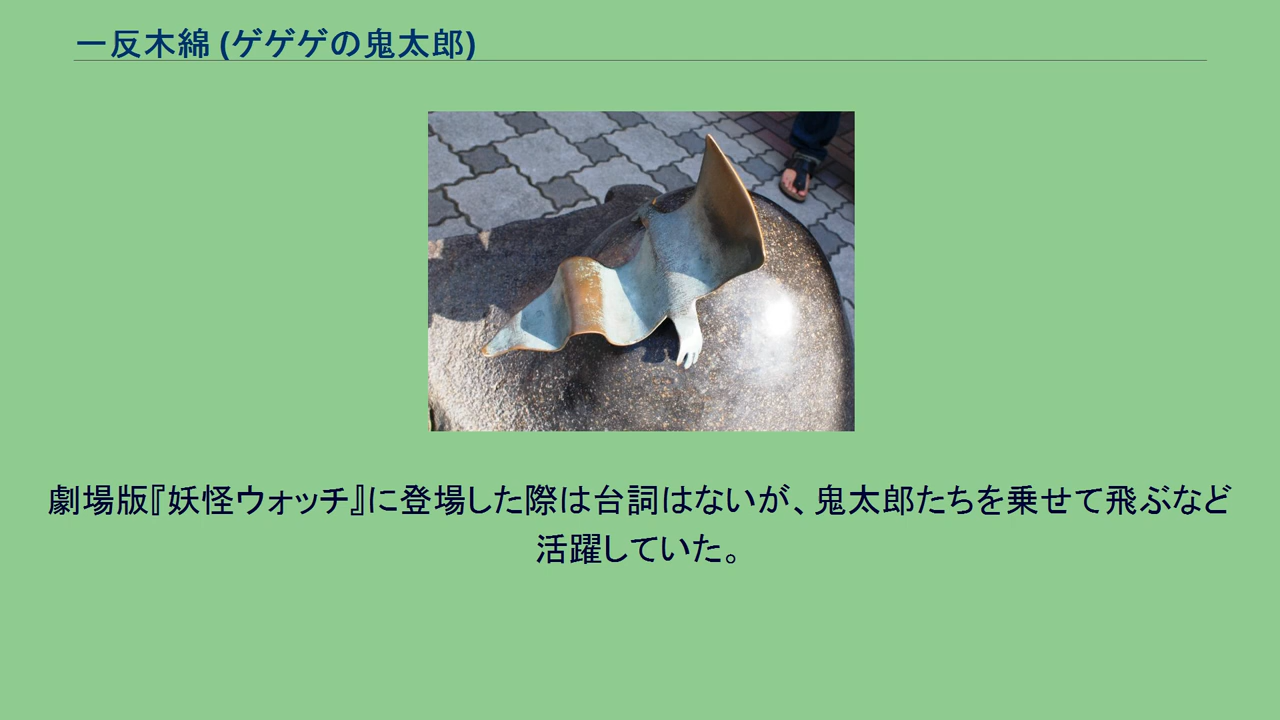 一反木綿 (ゲゲゲの鬼太郎)
劇場版『妖怪ウォッチ』に登場した際は台詞はないが、鬼太郎たちを乗せて飛ぶなど
活躍していた。